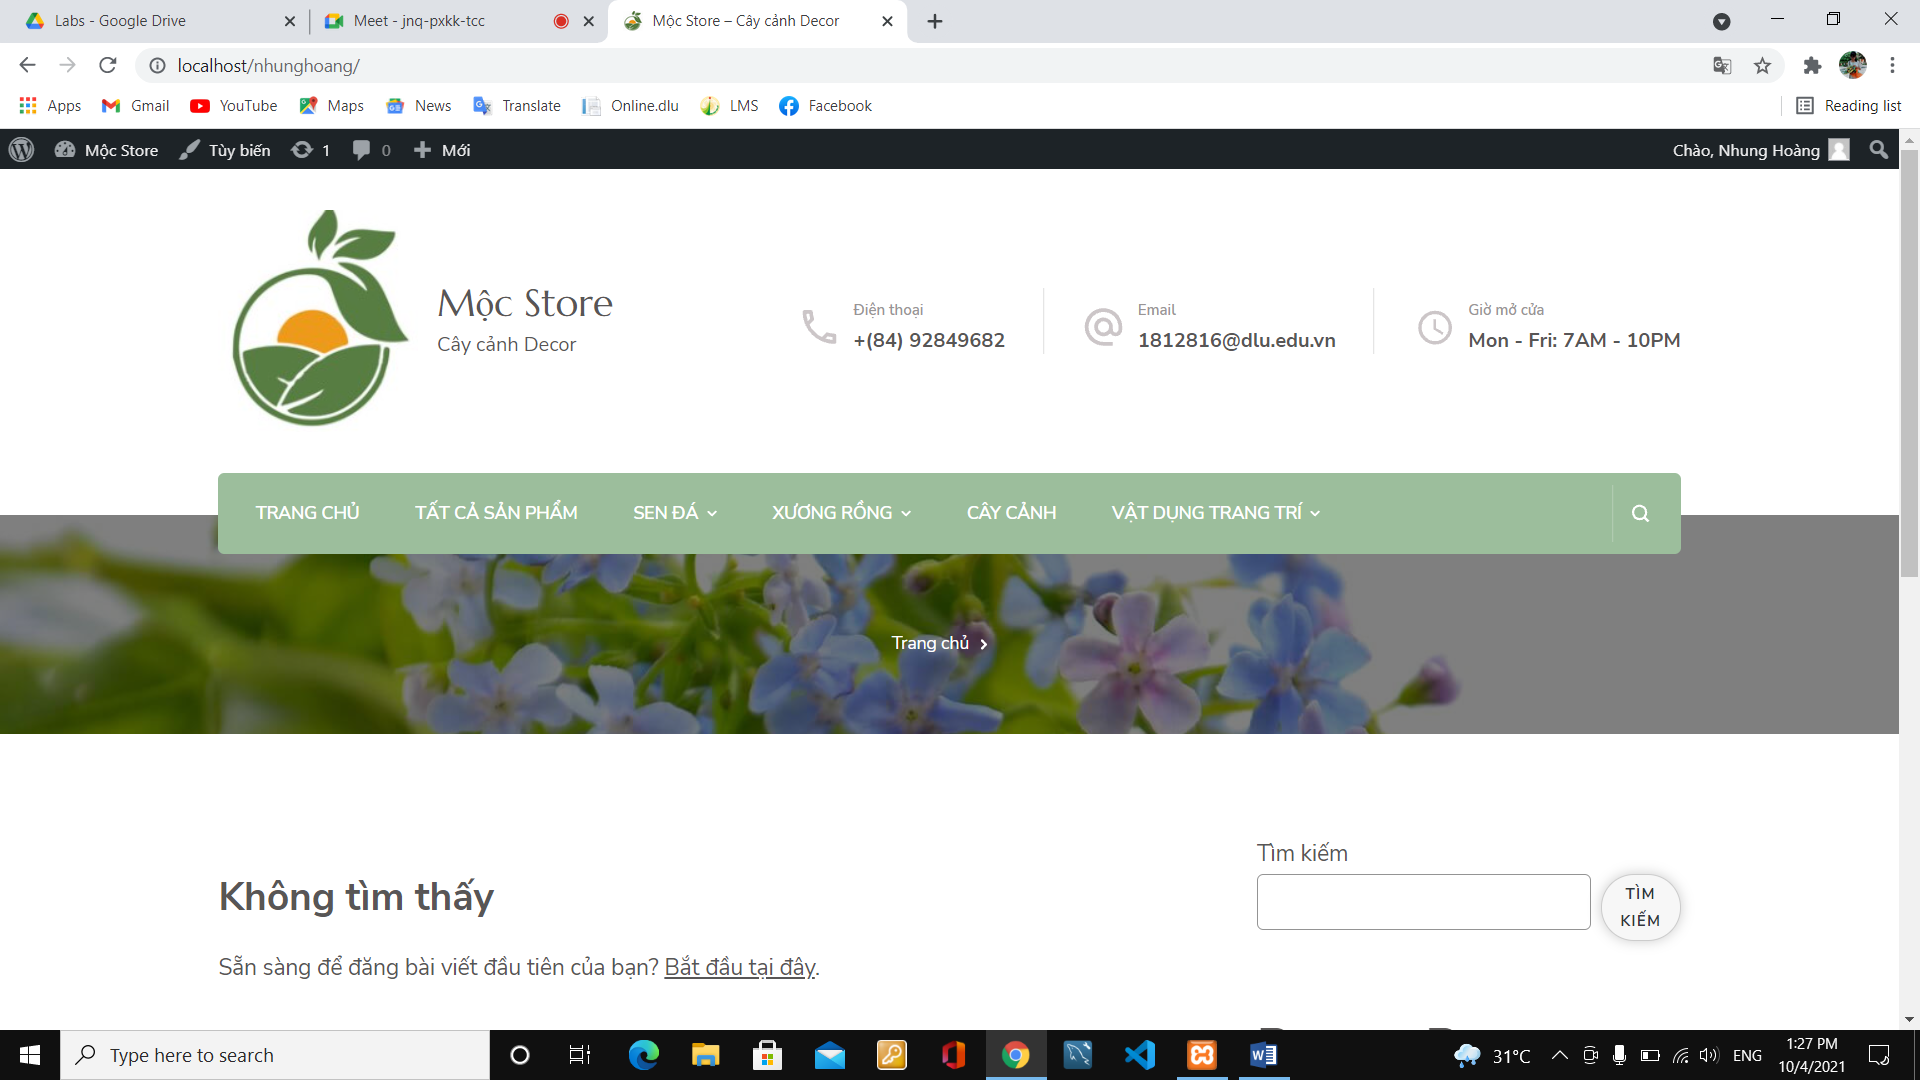 Labs - Google Drive
Meet - jnq-pxkk-tcc
Mộc Store – Cây cảnh Decor
localhost/nhunghoang/
Apps
Gmail
YouTube
Maps
News
Translate
Online.dlu
LMS
Facebook
Reading list
Mộc Store
Tùy biến
1
0
Mới
Chào, Nhung Hoàng
Mộc Store
Cây cảnh Decor
Điện thoại
+(84) 92849682
Email
1812816@dlu.edu.vn
Giờ mở cửa
Mon - Fri: 7AM - 10PM
TRANG CHỦ
TẤT CẢ SẢN PHẨM
SEN ĐÁ
XƯƠNG RỒNG
CÂY CẢNH
VẬT DỤNG TRANG TRÍ
Trang chủ
Tìm kiếm
TÌM
KIẾM
Không tìm thấy
Sẵn sàng để đăng bài viết đầu tiên của bạn? Bắt đầu tại đây.
Type here to search
31°C
ENG
1:27 PM
10/4/2021